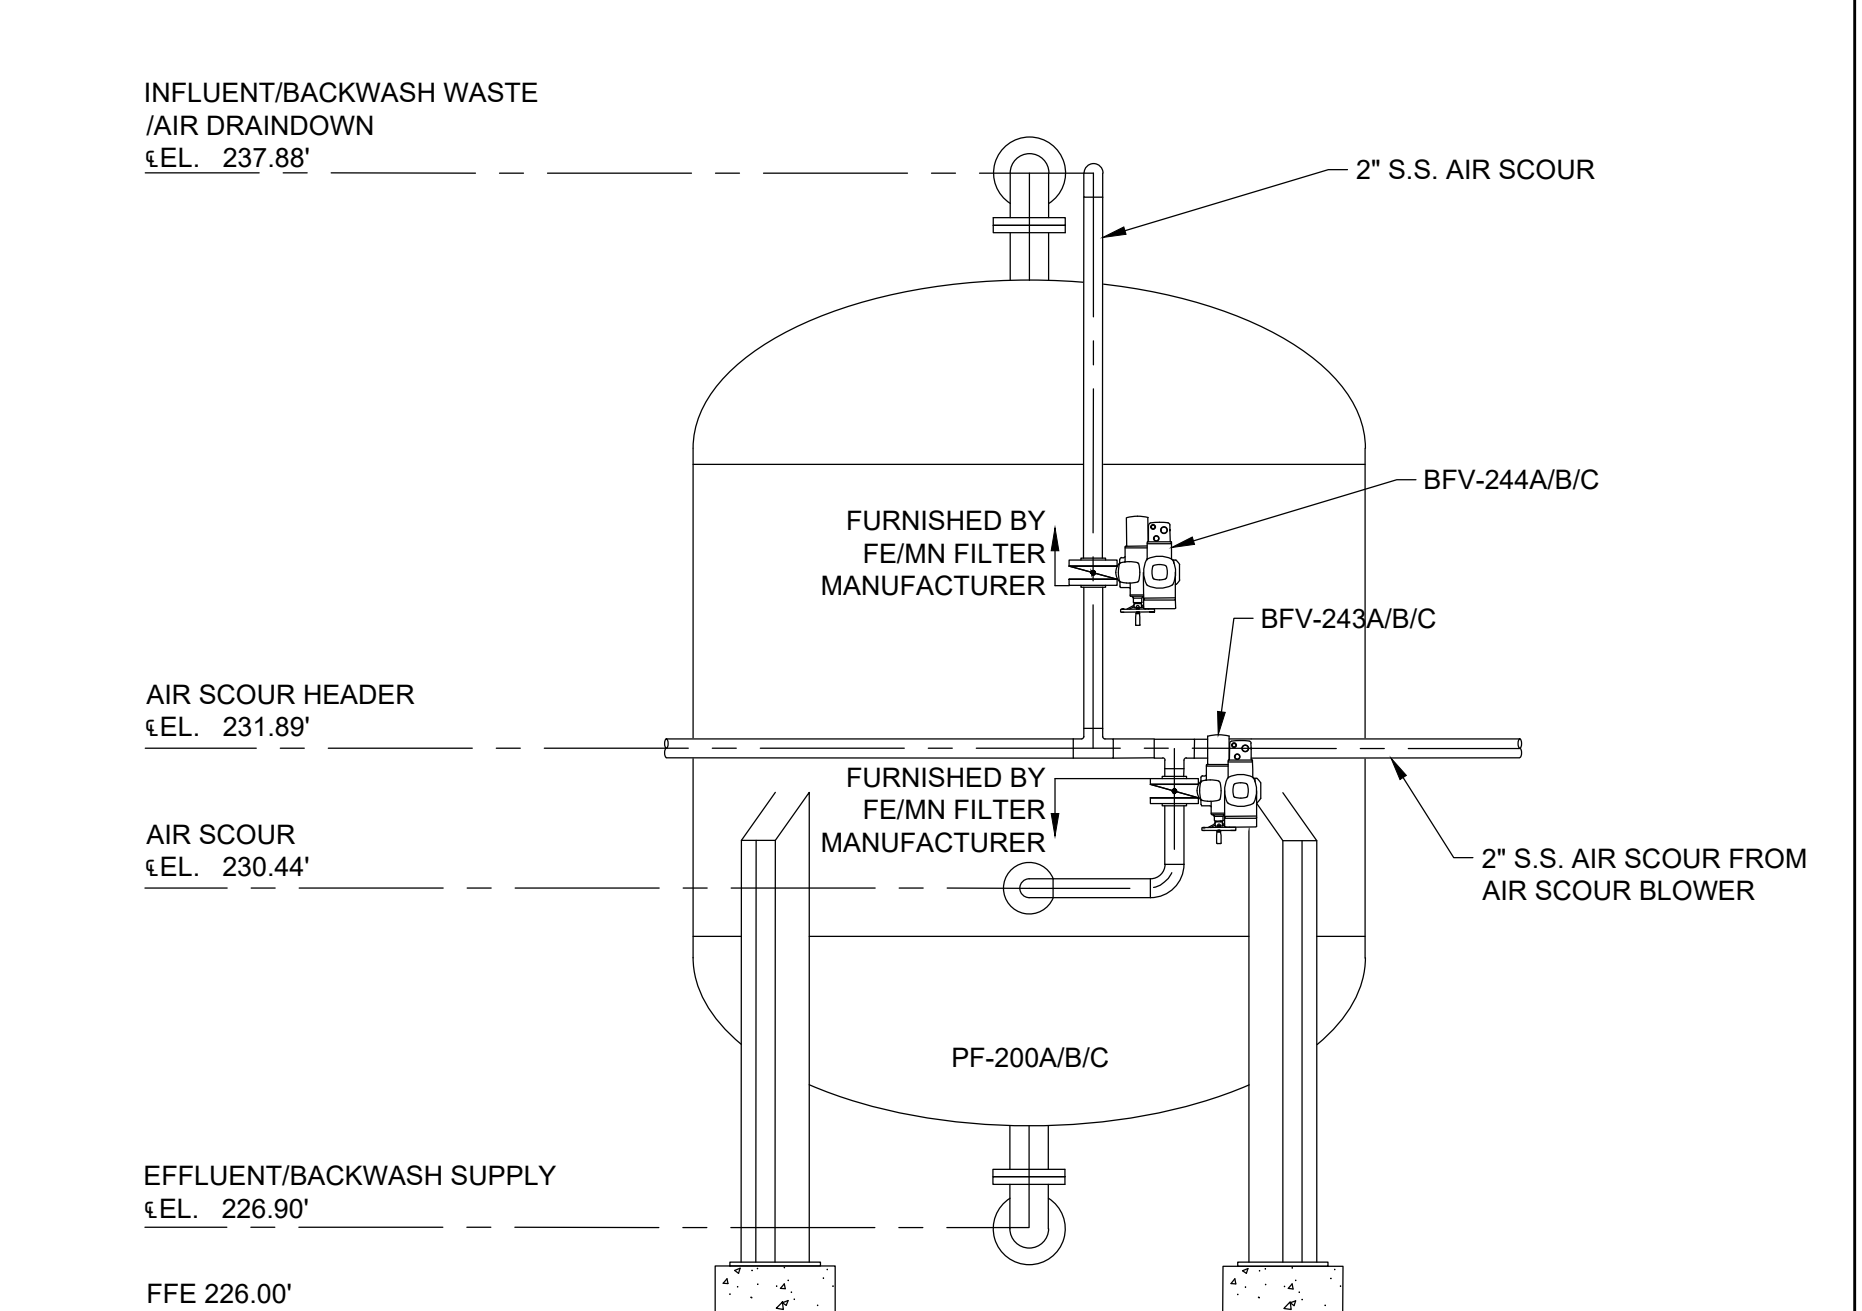 INFLUENT/BACKWASH WASTE
/AIR DRAINDOWN
℄EL. 237.88'
2" S.S. AIR SCOUR
BFV-244A/B/C
FURNISHED BY
FE/MN FILTER
MANUFACTURER
BFV-243A/B/C
AIR SCOUR HEADER
℄EL. 231.89'
FURNISHED BY
FE/MN FILTER
MANUFACTURER
AIR SCOUR
℄EL. 230.44'
2" S.S. AIR SCOUR FROM
AIR SCOUR BLOWER
PF-200A/B/C
EFFLUENT/BACKWASH SUPPLY
℄EL. 226.90'
FFE 226.00'